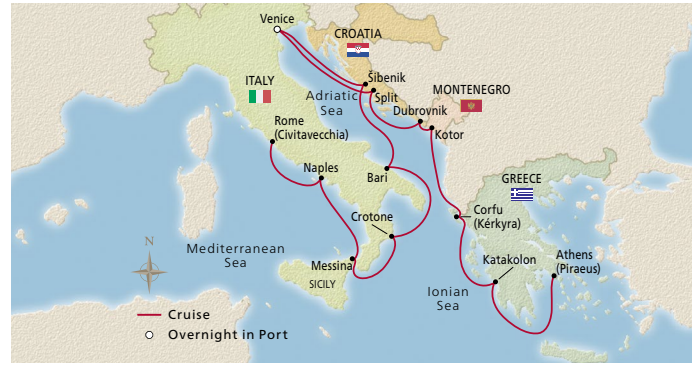 Venice
CROATIA
ITALY
Šibenik
Adriatic
Sea
Split
MONTENEGRO
Dubrovnik
Rome
(Civitavecchia)
Kotor
Naples
Bari
GREECE
Crotone
Corfu
(Kérkyra)
N
Mediterranean
Sea
Messina
Katakolon
Athens
(Piraeus)
SICILY
Ionian
Sea
Cruise
Overnight in Port